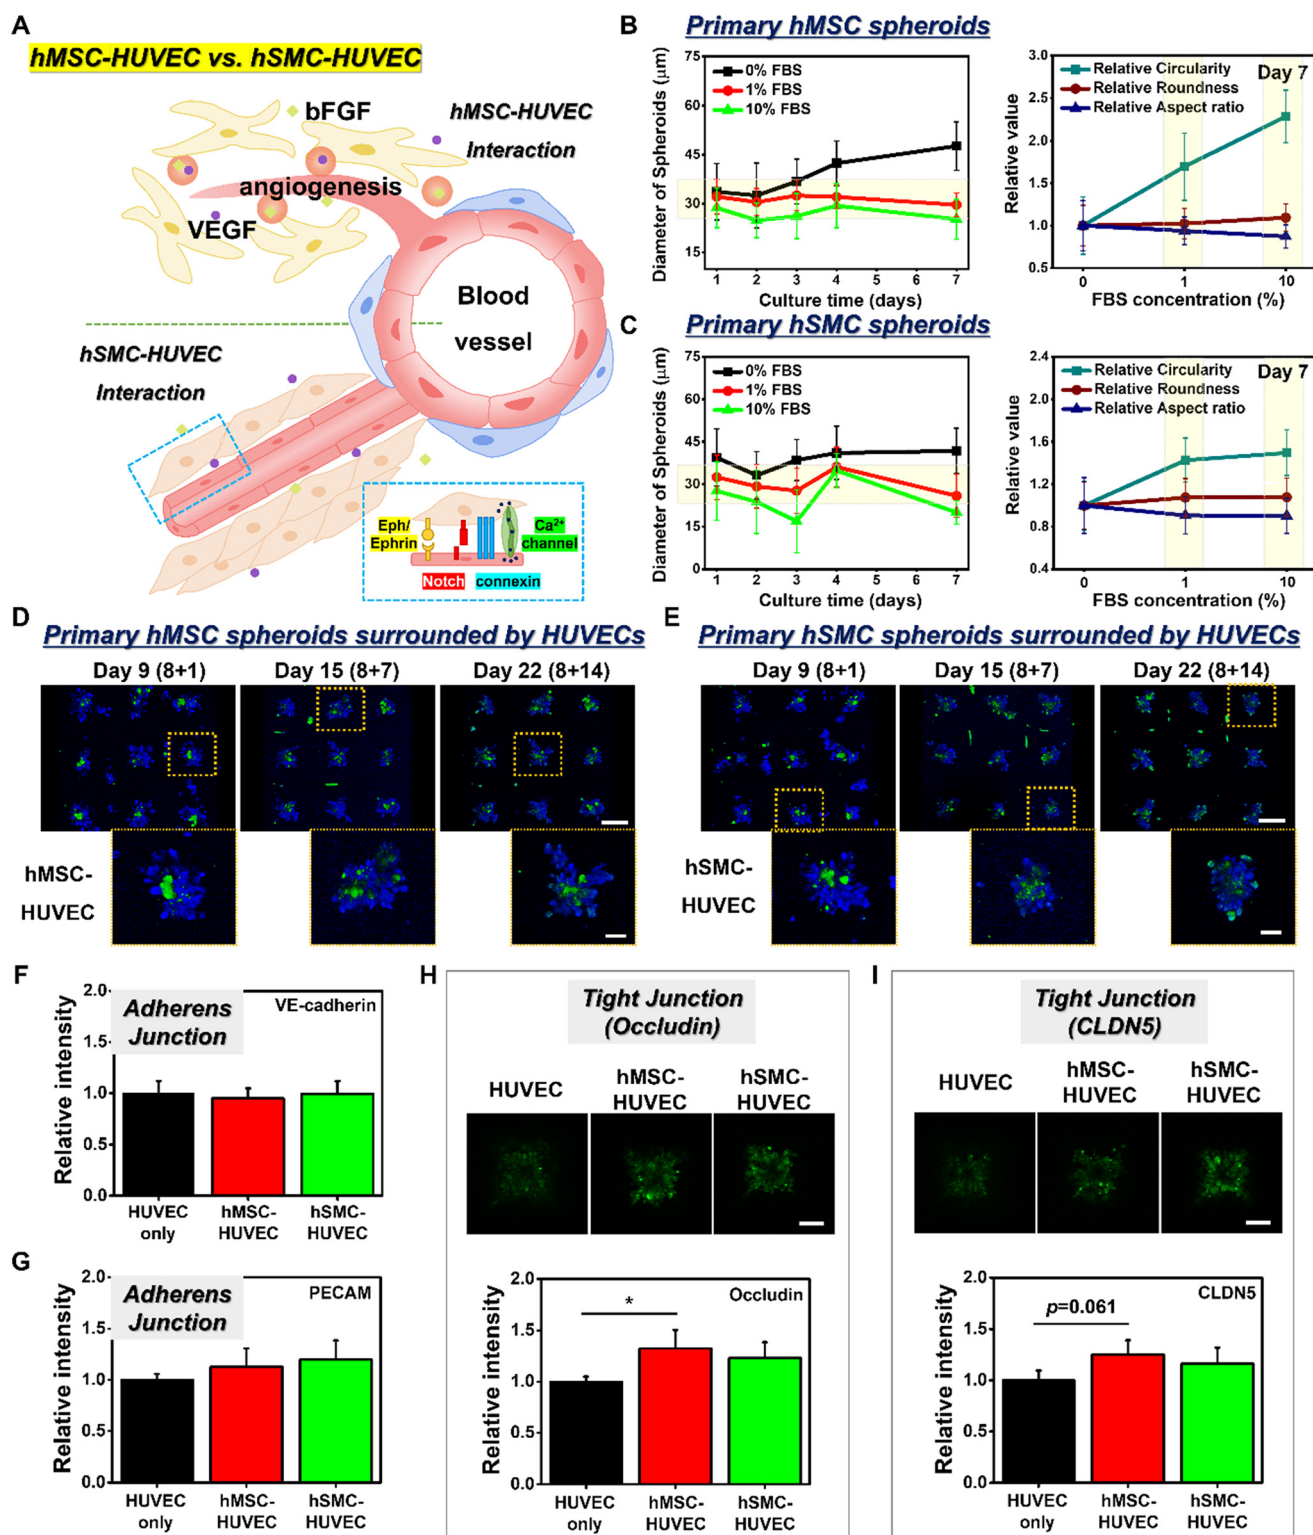 A
hMSC-HUVEC vs. hSMC-HUVEC
bFGF
hMSC-HUVEC
Interaction
angiogenesis
VEGF
Blood
vessel
hSMC-HUVEC
Interaction
Eph/
Ephrin
Ca2+
channel
Notch
connexin
B
Primary hMSC spheroids
Diameter of Spheroids (μm)
75
60
45
30
15
0% FBS
1% FBS
10% FBS
1 2 3 4 5 6 7
Culture time (days)
Relative value
3.0
2.5
2.0
1.5
1.0
0.5
Relative Circularity
Relative Roundness
Relative Aspect ratio
Day 7
0 1 10
FBS concentration (%)
C
Primary hSMC spheroids
Diameter of Spheroids (μm)
75
60
45
30
15
0
0% FBS
1% FBS
10% FBS
1 2 3 4 5 6 7
Culture time (days)
Relative value
2.4
2.0
1.6
1.2
0.8
0.4
Relative Circularity
Relative Roundness
Relative Aspect ratio
Day 7
0 1 10
FBS concentration (%)
D
Primary hMSC spheroids surrounded by HUVECs
Day 9 (8+1) Day 15 (8+7) Day 22 (8+14)
hMSC-
HUVEC
E
Primary hSMC spheroids surrounded by HUVECs
Day 9 (8+1) Day 15 (8+7) Day 22 (8+14)
hSMC-
HUVEC
F
Relative intensity
2.0
1.5
1.0
0.5
0.0
Adherens
Junction
VE-cadherin
HUVEC
only
hMSC-
HUVEC
hSMC-
HUVEC
G
Relative intensity
2.0
1.5
1.0
0.5
0.0
Adherens
Junction
PECAM
HUVEC
only
hMSC-
HUVEC
hSMC-
HUVEC
H
Tight Junction
(Occludin)
HUVEC
hMSC-
HUVEC
hSMC-
HUVEC
Relative intensity
2.0
1.5
1.0
0.5
0.0
*
Occludin
HUVEC
only
hMSC-
HUVEC
hSMC-
HUVEC
I
Tight Junction
(CLDN5)
HUVEC
hMSC-
HUVEC
hSMC-
HUVEC
Relative intensity
2.0
1.5
1.0
0.5
0.0
p=0.061
CLDN5
HUVEC
only
hMSC-
HUVEC
hSMC-
HUVEC